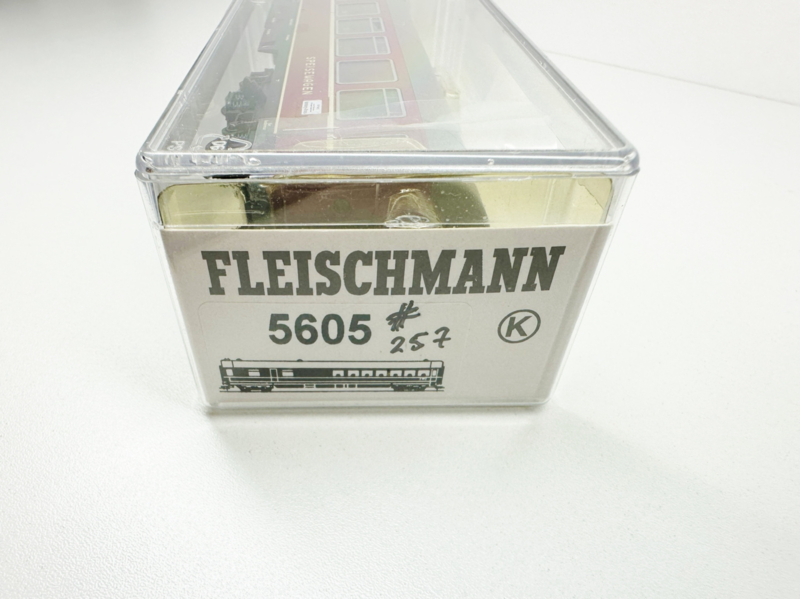 SPEISEWAGEN
FLEISCHMANN
5605 #
257
K